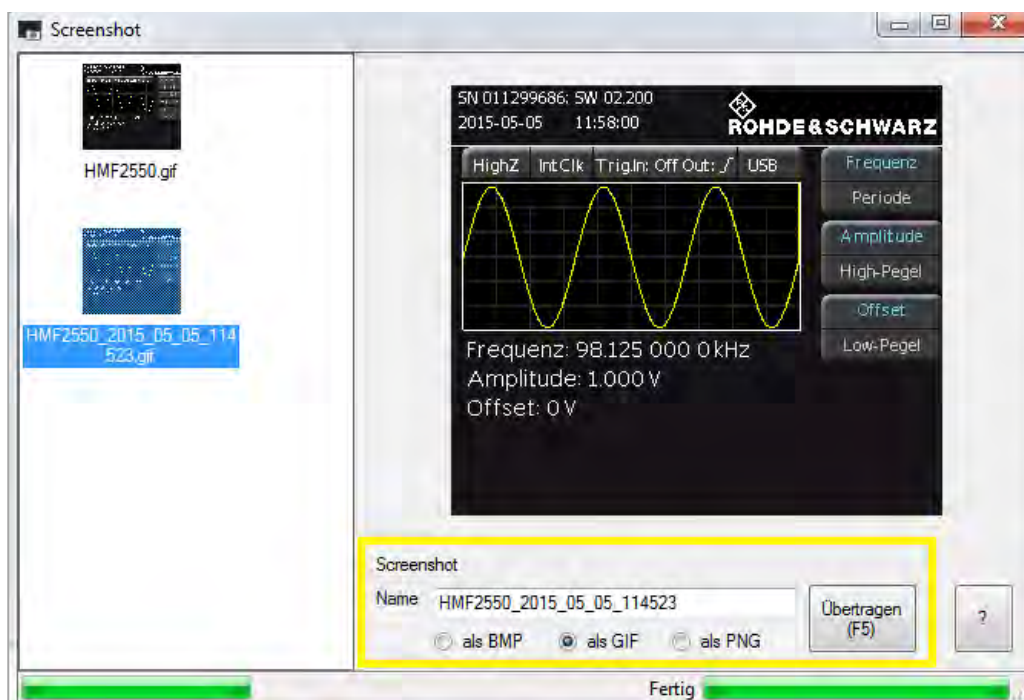 Screenshot
HMF2550.gif
HMF2550_2015_05_05_114
523.gif
SN 011299686; SW 02.200
2015-05-05 11:58:00
ROHDE&SCHWARZ
HighZ IntClk Trig.In: Off Out: USB
Frequenz
Periode
Amplitude
High-Pegel
Offset
Low-Pegel
Frequenz: 98.125 000 0 kHz
Amplitude: 1.000 V
Offset: 0 V
Screenshot
Name HMF2550_2015_05_05_114523
als BMP als GIF als PNG
Übertragen
(F5)
?
Fertig